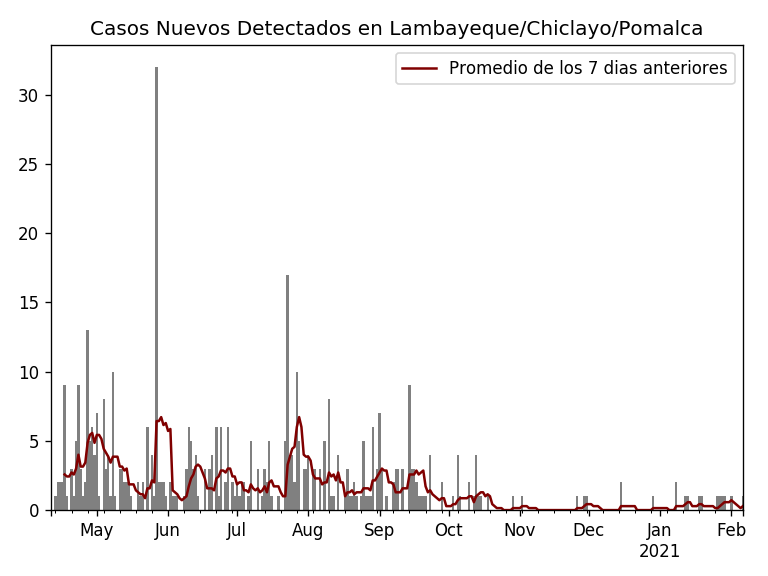 Casos Nuevos Detectados en Lambayeque/Chiclayo/Pomalca
Promedio de los 7 dias anteriores
30
25
20
15
10
5
0
May Jun Jul Aug Sep Oct Nov Dec Jan Feb
2021